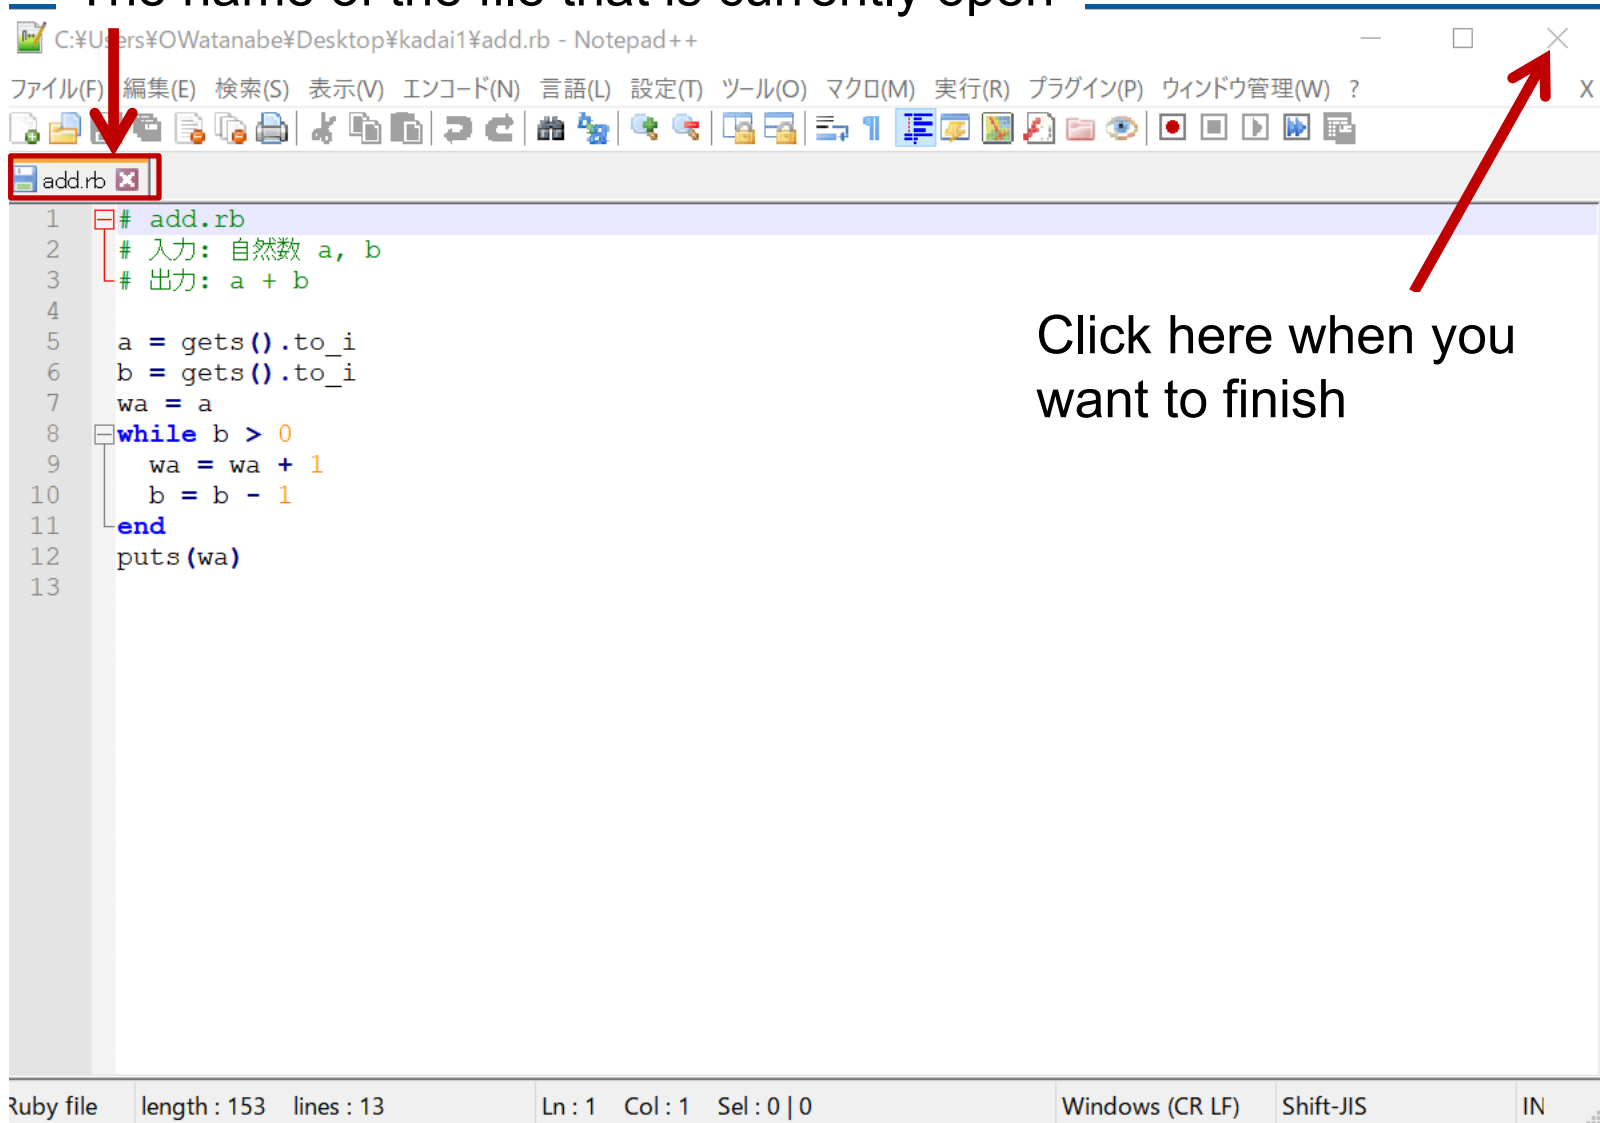 The name of the file that is currently open
C:¥Users¥OWatanabe¥Desktop¥kadai1¥add.rb - Notepad++
ファイル(F) 編集(E) 検索(S) 表示(V) エンコード(N) 言語(L) 設定(T) ツール(O) マクロ(M) 実行(R) プラグイン(P) ウィンドウ管理(W) ? X
add.rb
1 # add.rb
2 # 入力: 自然数 a, b
3 # 出力: a + b
4
5 a = gets().to_i
6 b = gets().to_i
7 wa = a
8 while b > 0
9 wa = wa + 1
10 b = b - 1
11 end
12 puts(wa)
13
Click here when you
want to finish
Ruby file length : 153 lines : 13 Ln : 1 Col : 1 Sel : 0 | 0 Windows (CR LF) Shift-JIS IN